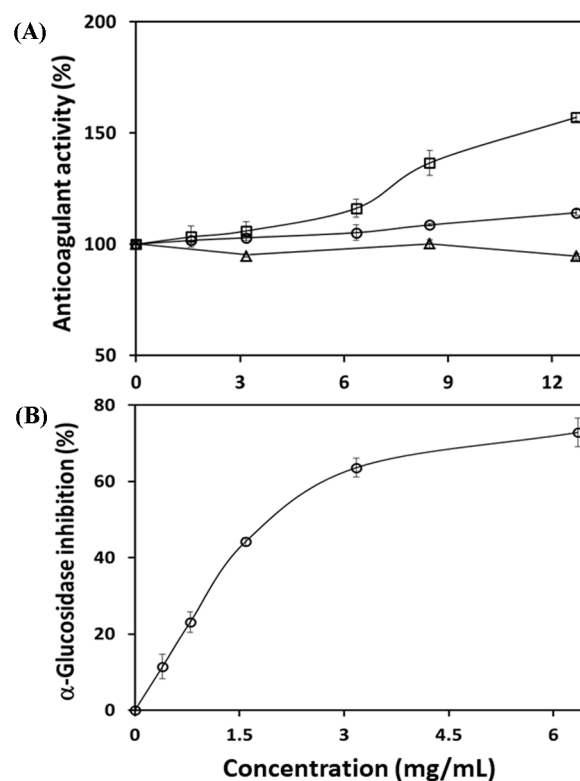 (A)
Anticoagulant activity (%)
200
150
100
50
0 3 6 9 12
(B)
α-Glucosidase inhibition (%)
80
60
40
20
0
0 1.5 3 4.5 6
Concentration (mg/mL)